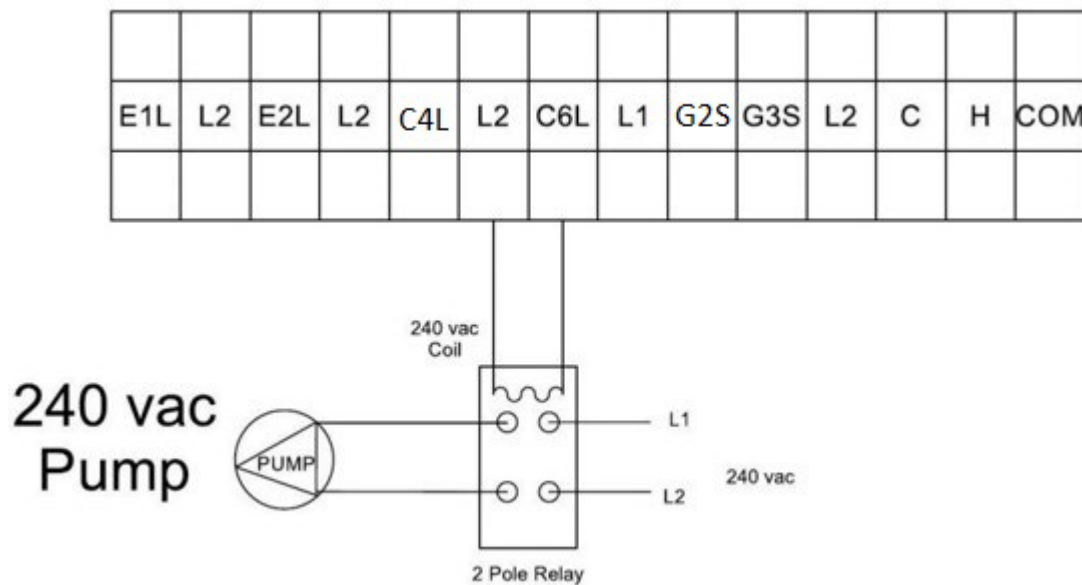 E1L L2 E2L L2 C4L L2 C6L L1 G2S G3S L2 C H COM
240 vac
Coil
240 vac
Pump
PUMP
L1
L2
240 vac
2 Pole Relay